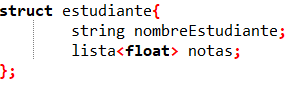 struct estudiante{
string nombreEstudiante;
lista<float> notas;
};